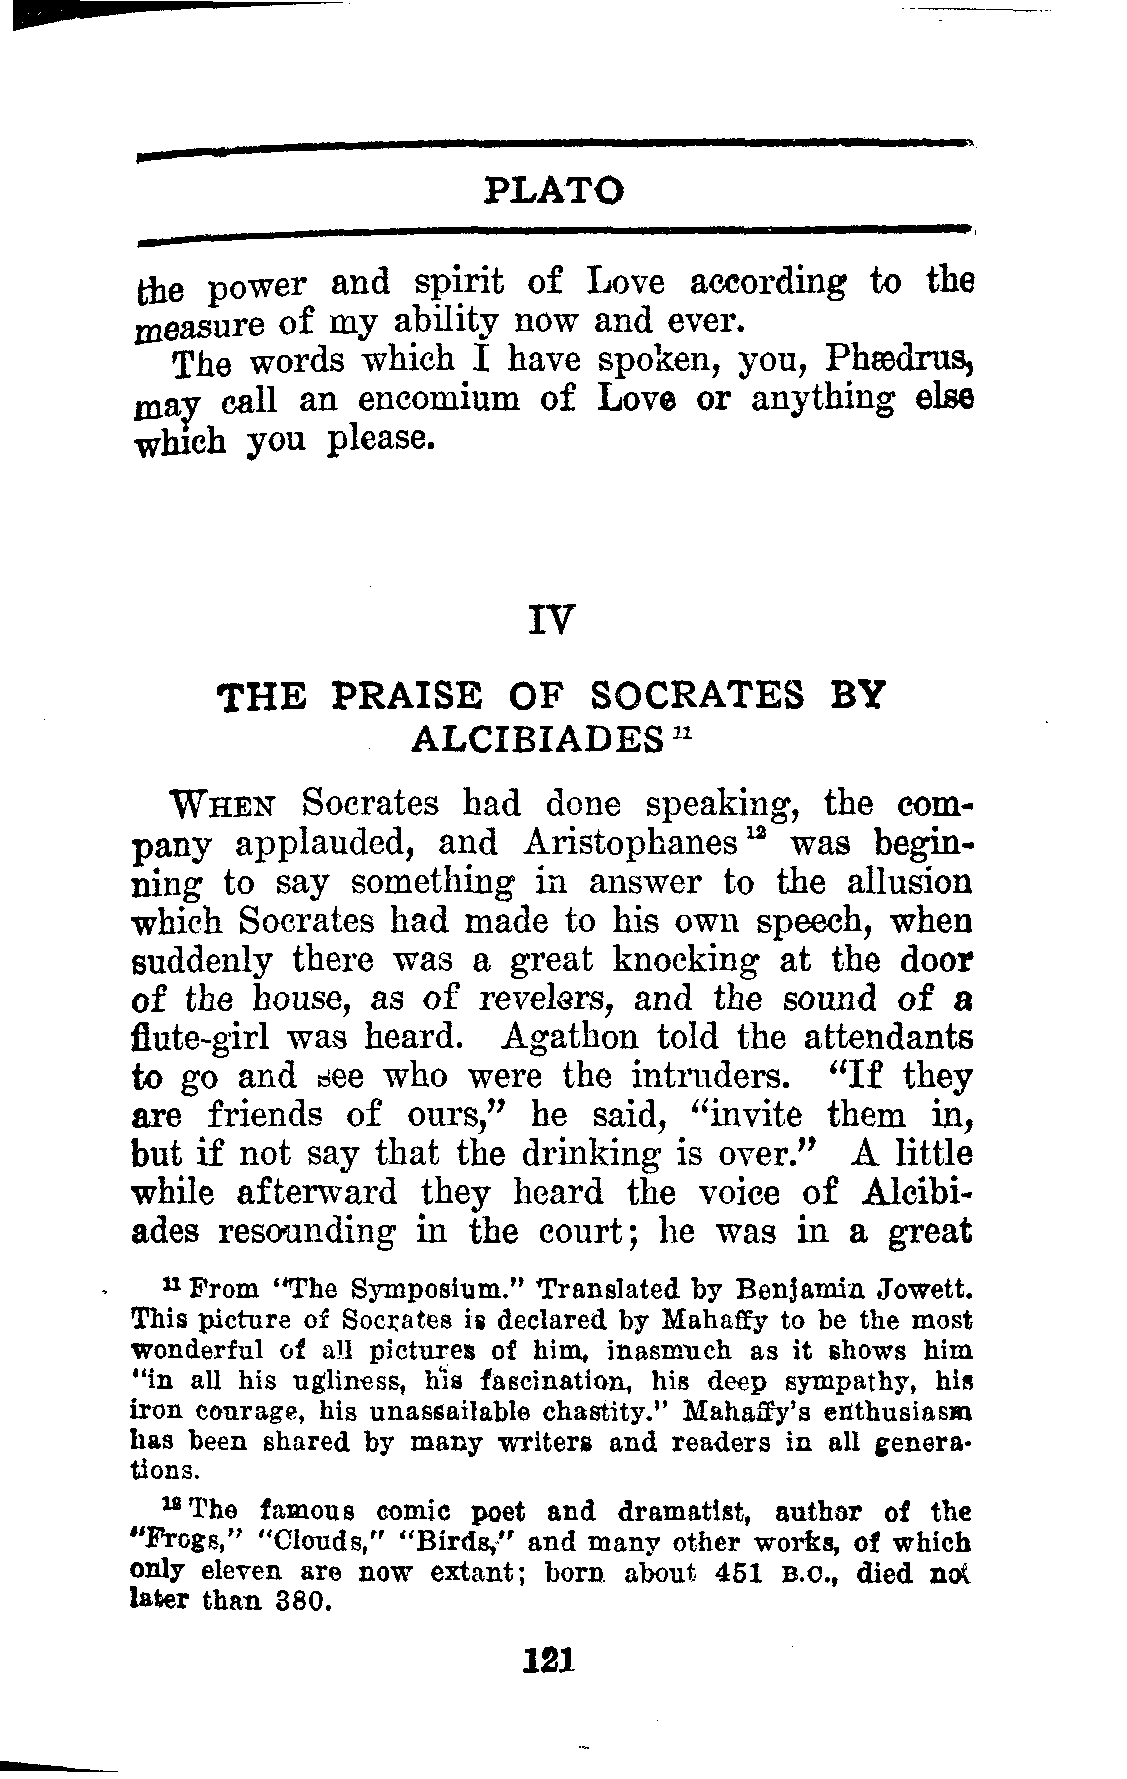 PLATO
the power and spirit of Love according to the
measure of my ability now and ever.
The words which I have spoken, you, Phædrus,
may call an encomium of Love or anything else
which you please.
IV
THE PRAISE OF SOCRATES BY
ALCIBIADES 11
WHEN Socrates had done speaking, the com-
pany applauded, and Aristophanes 12 was begin-
ning to say something in answer to the allusion
which Socrates had made to his own speech, when
suddenly there was a great knocking at the door
of the house, as of revelers, and the sound of a
flute-girl was heard. Agathon told the attendants
to go and see who were the intruders. “If they
are friends of ours,” he said, “invite them in,
but if not say that the drinking is over.” A little
while afterward they heard the voice of Alcibi-
ades resounding in the court; he was in a great
11 From “The Symposium.” Translated by Benjamin Jowett.
This picture of Socrates is declared by Mahaffy to be the most
wonderful of all pictures of him, inasmuch as it shows him
“in all his ugliness, his fascination, his deep sympathy, his
iron courage, his unassailable chastity.” Mahaffy's enthusiasm
has been shared by many writers and readers in all genera-
tions.
12 The famous comic poet and dramatist, author of the
“Frogs,” “Clouds,” “Birds,” and many other works, of which
only eleven are now extant; born about 451 B.C., died not
later than 380.
121